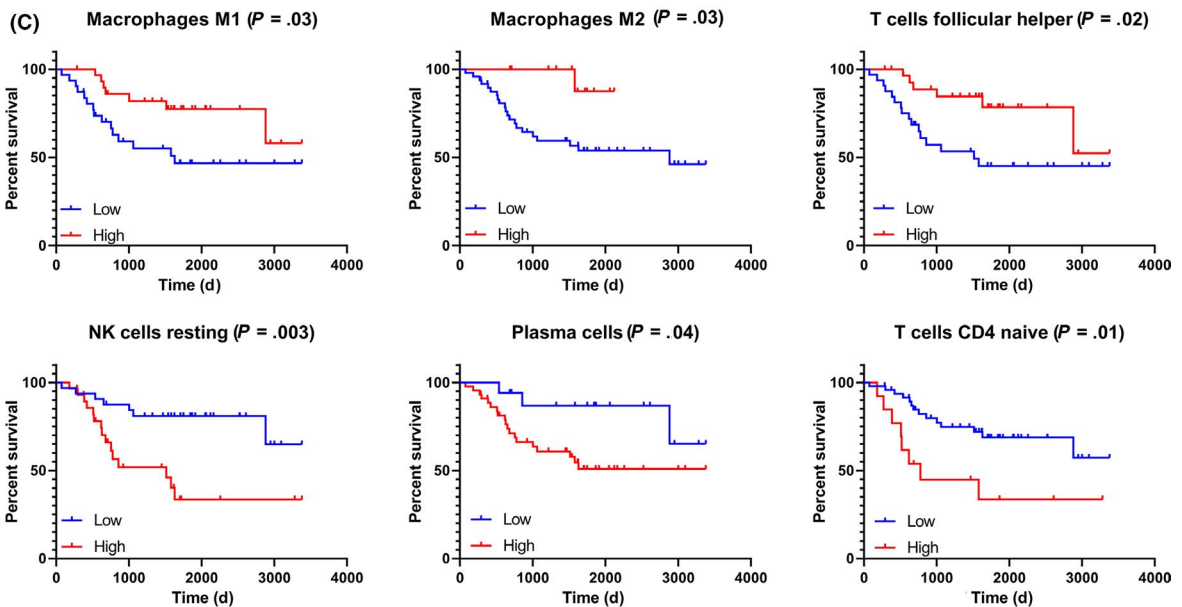 (C)
Macrophages M1 (P = .03)
Percent survival
100
50
0
Low
High
0 1000 2000 3000 4000
Time (d)
Macrophages M2 (P = .03)
Percent survival
100
50
0
Low
High
0 1000 2000 3000 4000
Time (d)
T cells follicular helper (P = .02)
Percent survival
100
50
0
Low
High
0 1000 2000 3000 4000
Time (d)
NK cells resting (P = .003)
Percent survival
100
50
0
Low
High
0 1000 2000 3000 4000
Time (d)
Plasma cells (P = .04)
Percent survival
100
50
0
Low
High
0 1000 2000 3000 4000
Time (d)
T cells CD4 naive (P = .01)
Percent survival
100
50
0
Low
High
0 1000 2000 3000 4000
Time (d)